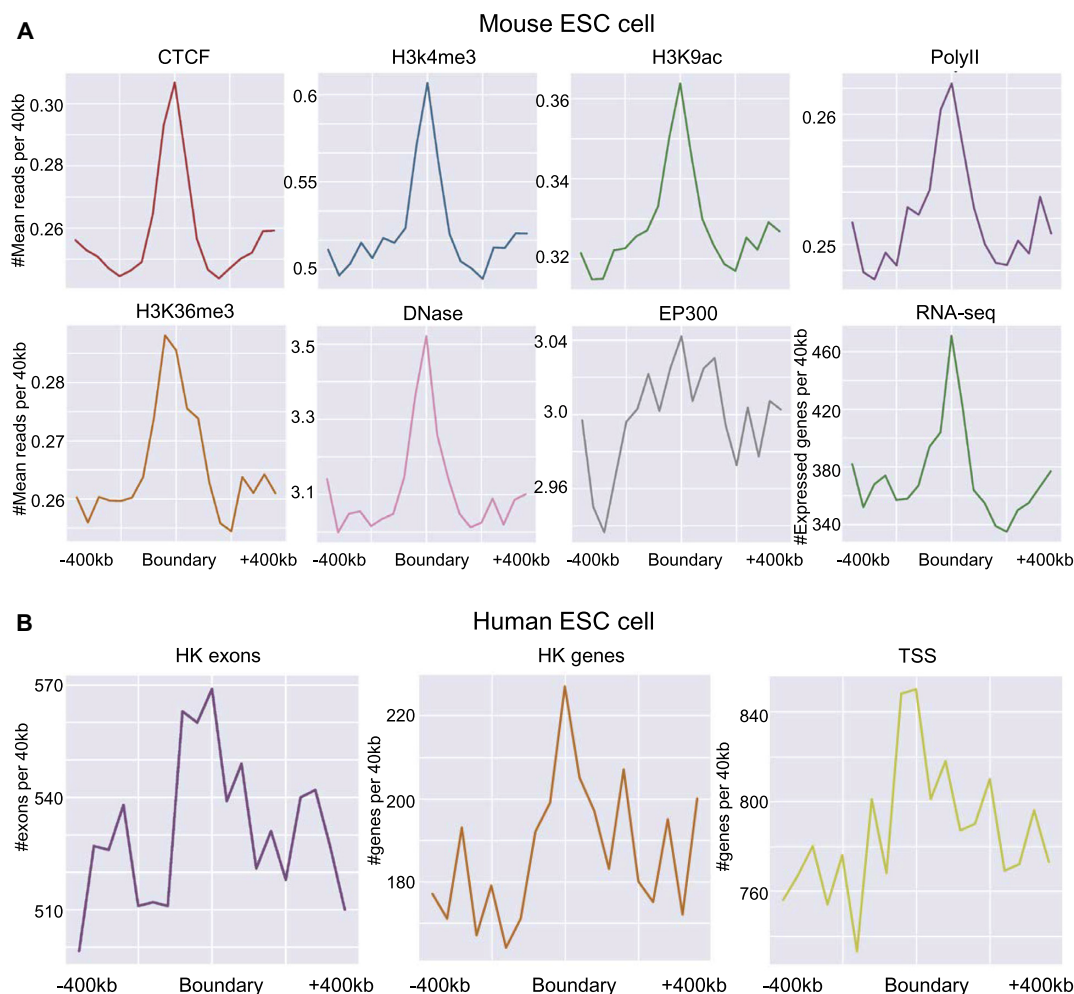 A
Mouse ESC cell
CTCF
H3k4me3
H3K9ac
PolyII
#Mean reads per 40kb
0.30
0.28
0.26
0.6
0.55
0.5
0.36
0.34
0.32
0.26
0.25
H3K36me3
DNase
EP300
RNA-seq
#Mean reads per 40kb
0.28
0.27
0.26
3.5
3.3
3.1
3.04
3.0
2.96
#Expressed genes per 40kb
460
420
380
340
-400kb Boundary +400kb
-400kb Boundary +400kb
-400kb Boundary +400kb
-400kb Boundary +400kb
B
Human ESC cell
HK exons
HK genes
TSS
#exons per 40kb
570
540
510
#genes per 40kb
220
200
180
#genes per 40kb
840
800
760
-400kb Boundary +400kb
-400kb Boundary +400kb
-400kb Boundary +400kb